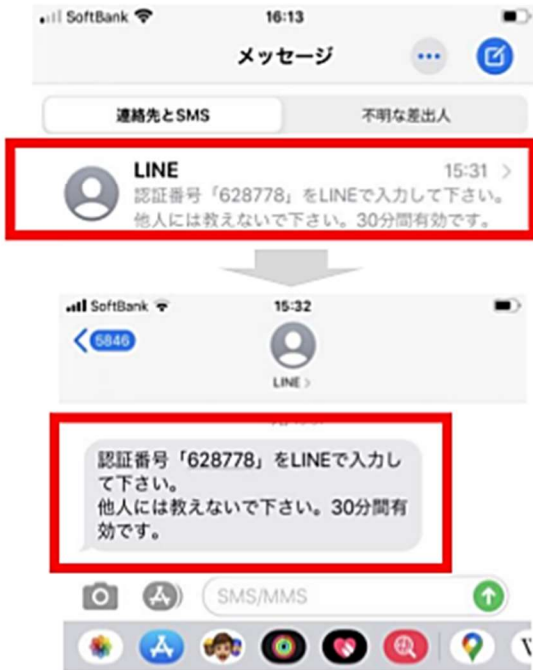 SoftBank 16:13
メッセージ
連絡先とSMS 不明な差出人
LINE 15:31
認証番号「628778」をLINEで入力して下さい。
他人には教えないで下さい。30分間有効です。
SoftBank 15:32
5846
LINE
認証番号「628778」をLINEで入力し
て下さい。
他人には教えないで下さい。30分間有
効です。
SMS/MMS